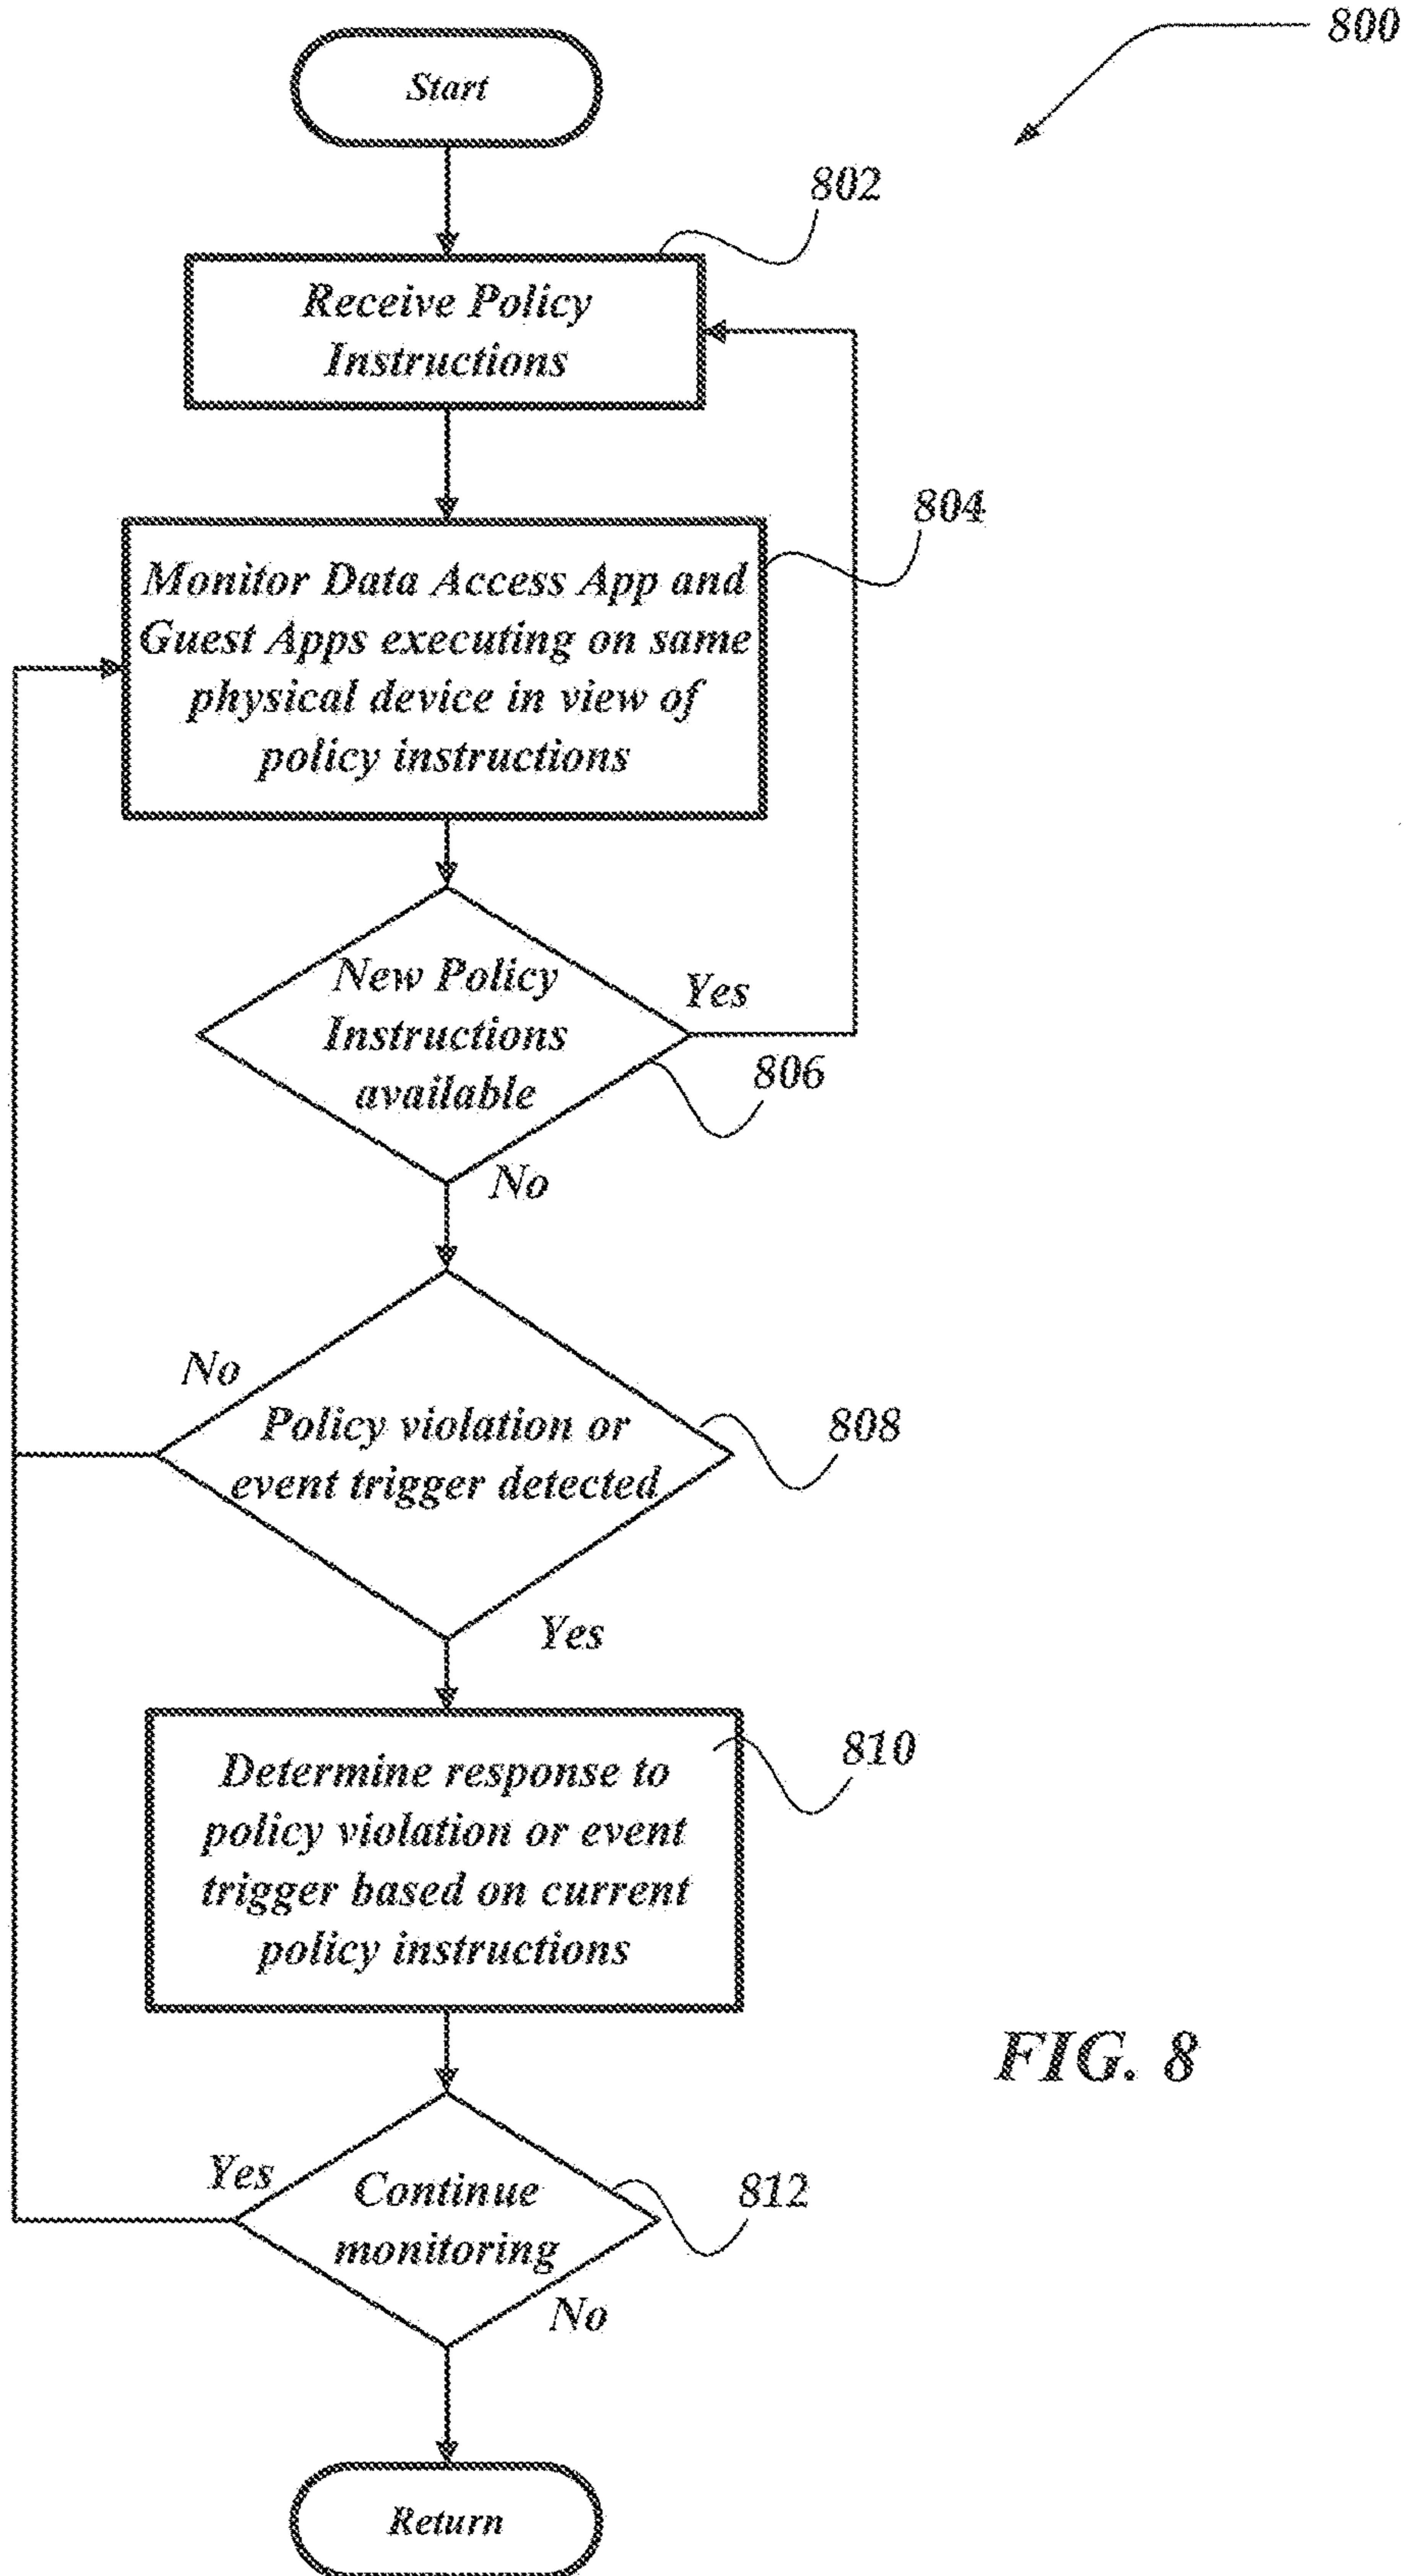 800
Start
802
Receive Policy
Instructions
804
Monitor Data Access App and
Guest Apps executing on same
physical device in view of
policy instructions
New Policy
Instructions
available
Yes
806
No
No
Policy violation or
event trigger detected
808
Yes
810
Determine response to
policy violation or event
trigger based on current
policy instructions
FIG. 8
Yes
Continue
monitoring
812
No
Return